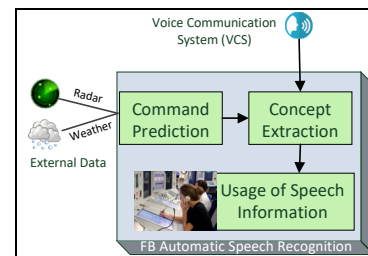 Voice Communication
System (VCS)
Radar
Weather
External Data
Command
Prediction
Concept
Extraction
Usage of Speech
Information
FB Automatic Speech Recognition